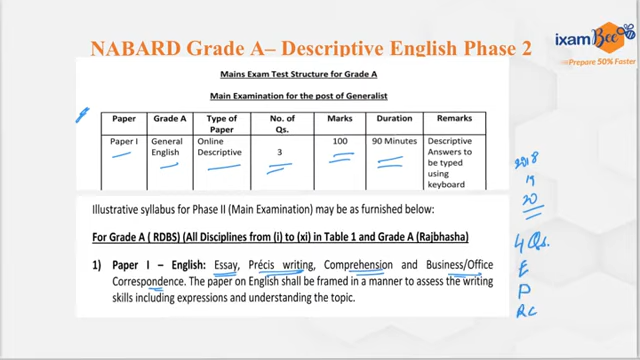 NABARD Grade A– Descriptive English Phase 2
ixamBee
Prepare 50% Faster
Mains Exam Test Structure for Grade A
Main Examination for the post of Generalist
Paper Grade A Type of Paper No. of Qs. Marks Duration Remarks
Paper I General English Online Descriptive 3 100 90 Minutes Descriptive Answers to be typed using keyboard
Illustrative syllabus for Phase II (Main Examination) may be as furnished below:
For Grade A ( RDBS) (All Disciplines from (i) to (xi) in Table 1 and Grade A (Rajbhasha)
1) Paper I – English: Essay, Précis writing, Comprehension and Business/Office
Correspondence. The paper on English shall be framed in a manner to assess the writing
skills including expressions and understanding the topic.
2018
19
20
4 Qs.
E
P
RC